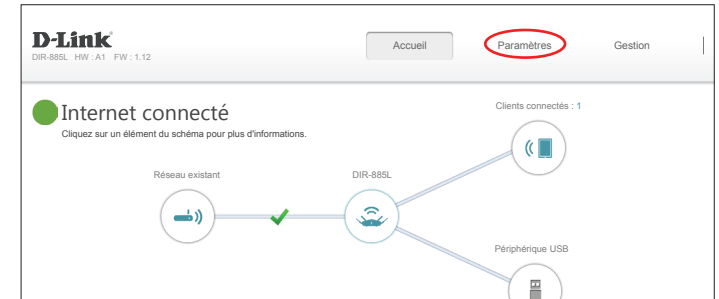 D-Link
DIR-885L HW : A1 FW : 1.12
Accueil
Paramètres
Gestion
Internet connecté
Cliquez sur un élément du schéma pour plus d'informations.
Clients connectés : 1
Réseau existant
DIR-885L
Périphérique USB